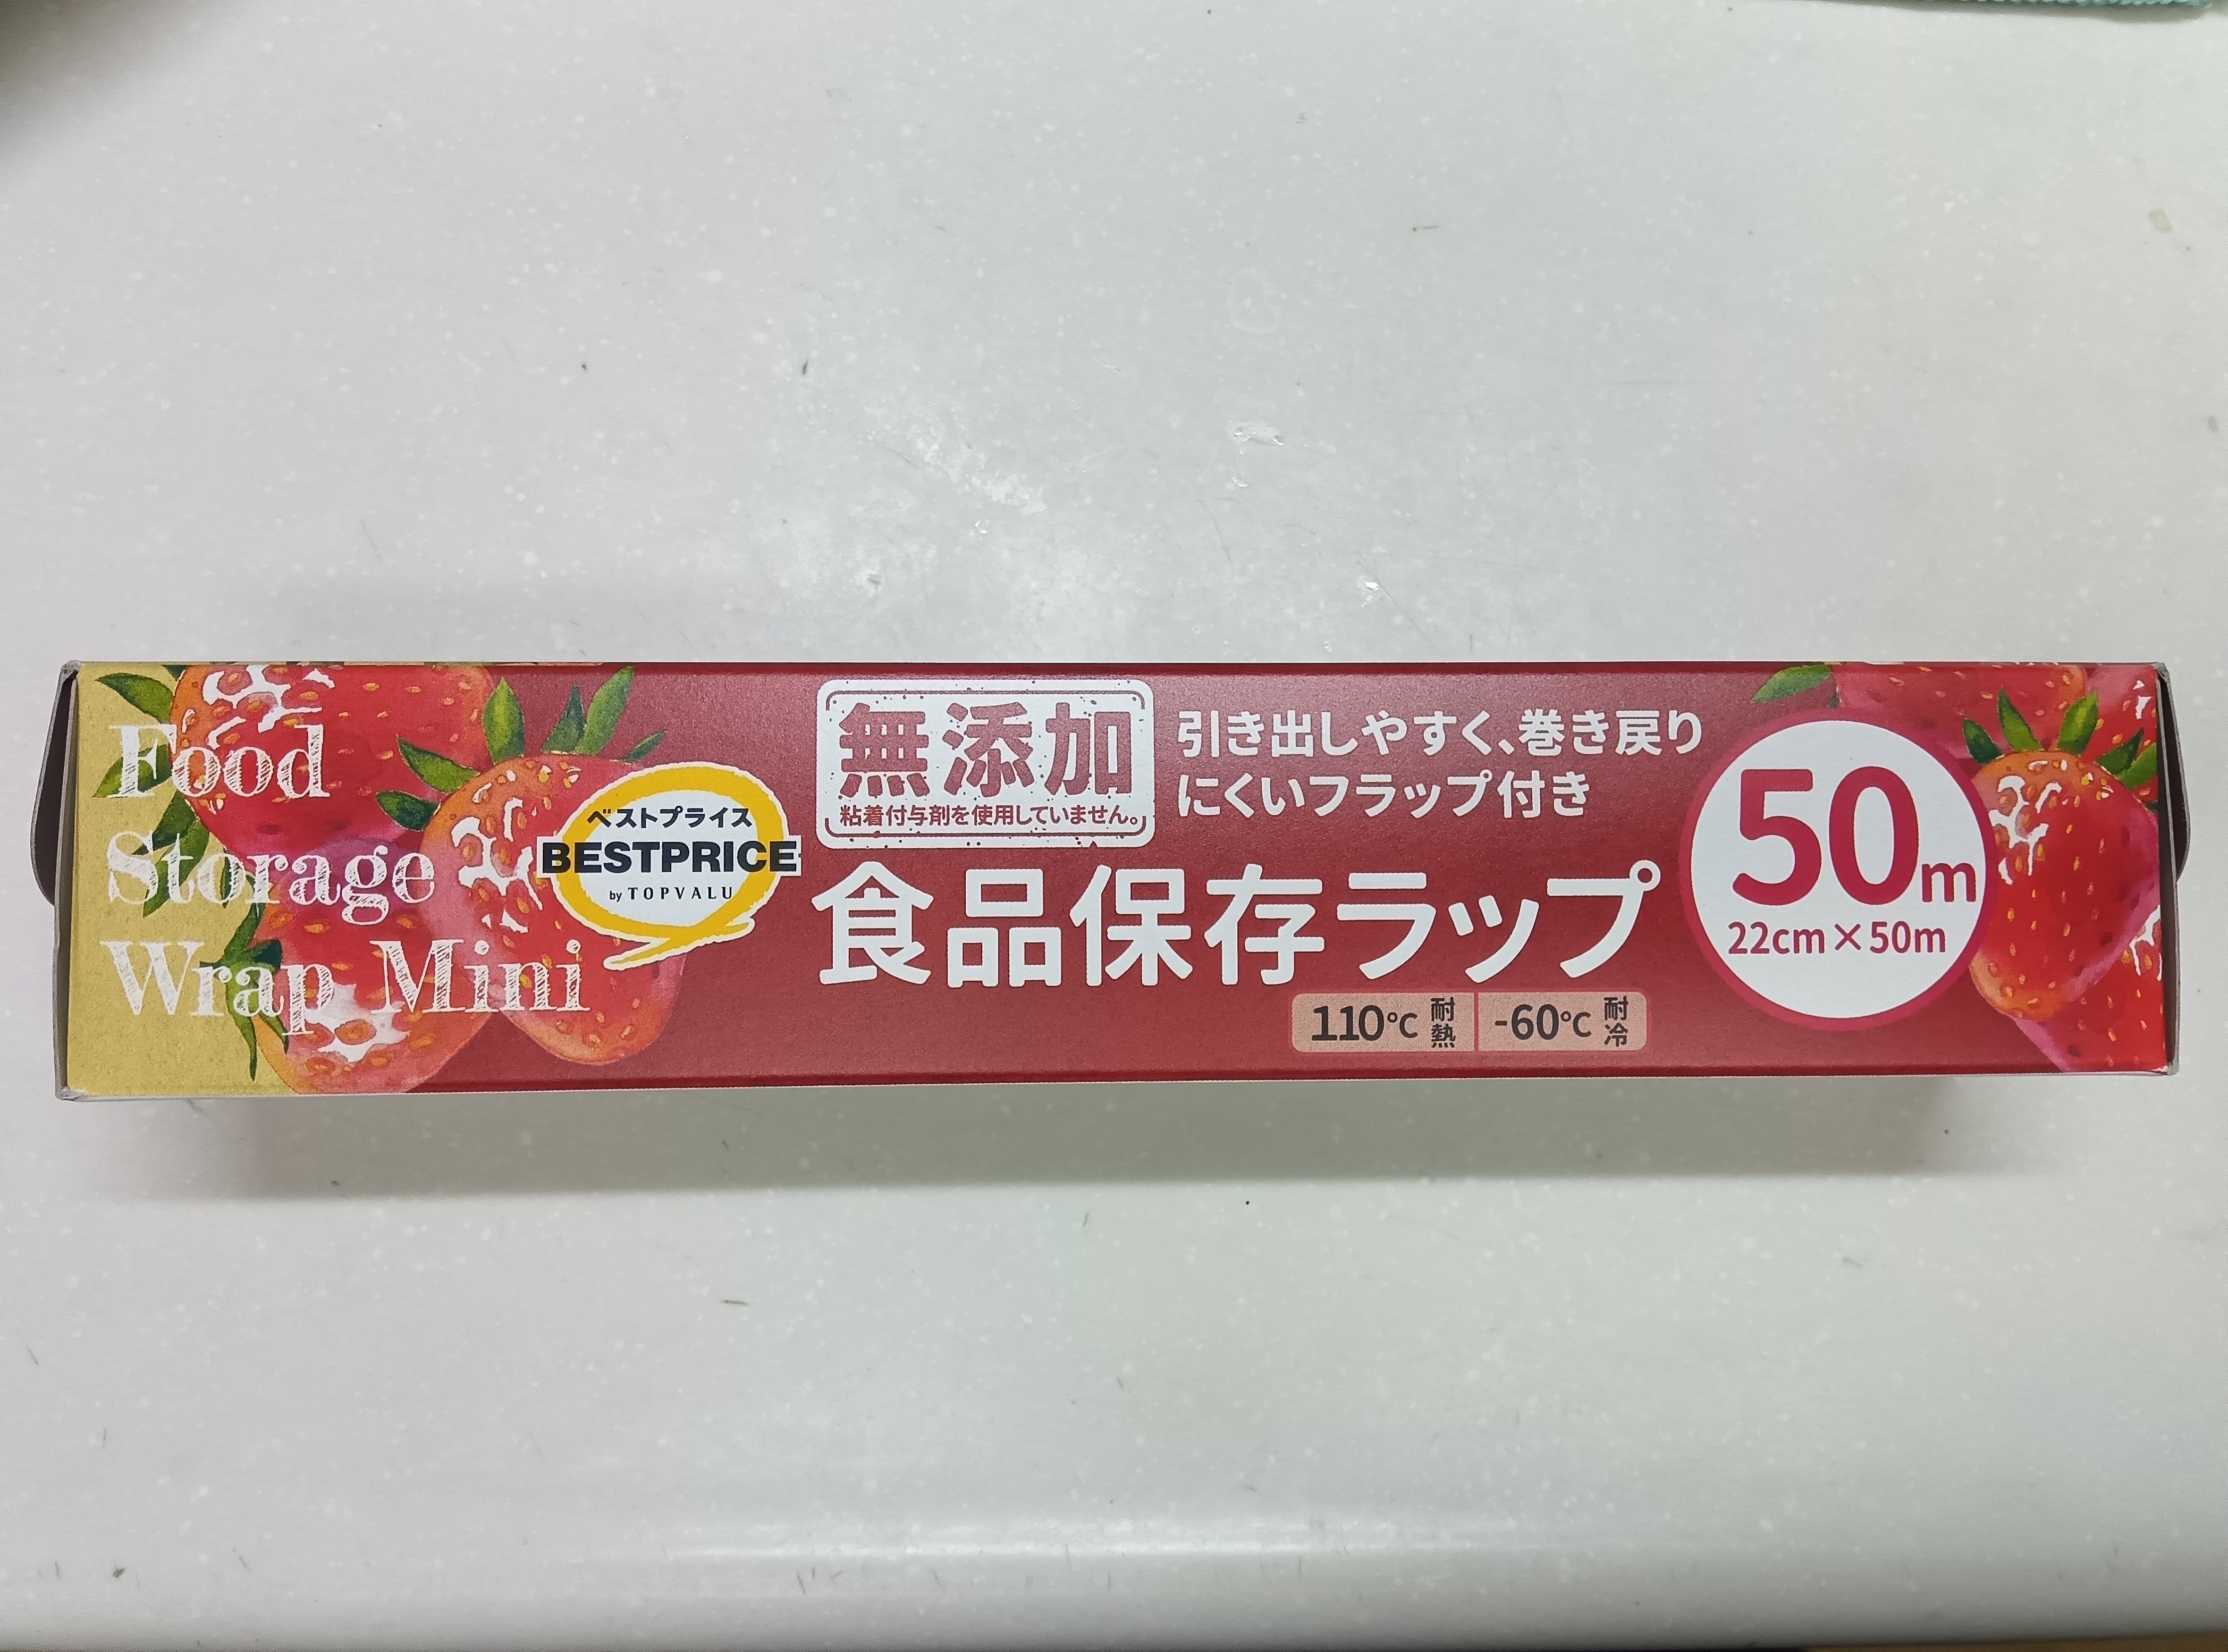 Food
Storage
Wrap Mini
ベストプライス
BESTPRICE
by TOPVALU
無添加
粘着付与剤を使用していません。
引き出しやすく、巻き戻り
にくいフラップ付き
食品保存ラップ
110℃ 耐熱 -60℃ 耐冷
50m
22cm×50m